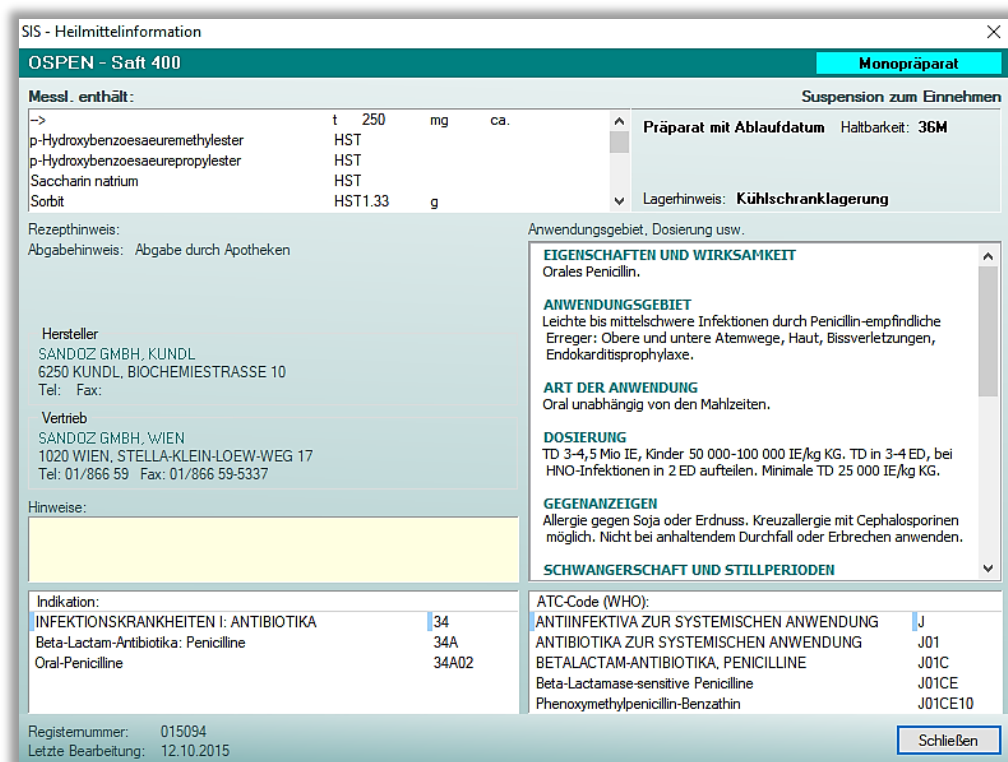 SIS - Heilmittelinformation
OSPEN - Saft 400
Monopräparat
Messl. enthält:
Suspension zum Einnehmen
--> t 250 mg ca.
p-Hydroxybenzoesaeuremethylester HST
p-Hydroxybenzoesaeurepropylester HST
Saccharin natrium HST
Sorbit HST1.33 g
Präparat mit Ablaufdatum Haltbarkeit: 36M
Lagerhinweis: Kühlschranklagerung
Rezepthinweis:
Abgabehinweis: Abgabe durch Apotheken
Hersteller
SANDOZ GMBH, KUNDL
6250 KUNDL, BIOCHEMIESTRASSE 10
Tel: Fax:
Vertrieb
SANDOZ GMBH, WIEN
1020 WIEN, STELLA-KLEIN-LOEW-WEG 17
Tel: 01/866 59 Fax: 01/866 59-5337
Hinweise:
Anwendungsgebiet, Dosierung usw.
EIGENSCHAFTEN UND WIRKSAMKEIT
Orales Penicillin.
ANWENDUNGSGEBIET
Leichte bis mittelschwere Infektionen durch Penicillin-empfindliche
Erreger: Obere und untere Atemwege, Haut, Bissverletzungen,
Endokarditisprophylaxe.
ART DER ANWENDUNG
Oral unabhängig von den Mahlzeiten.
DOSIERUNG
TD 3-4,5 Mio IE, Kinder 50 000-100 000 IE/kg KG. TD in 3-4 ED, bei
HNO-Infektionen in 2 ED aufteilen. Minimale TD 25 000 IE/kg KG.
GEGENANZEIGEN
Allergie gegen Soja oder Erdnuss. Kreuzallergie mit Cephalosporinen
möglich. Nicht bei anhaltendem Durchfall oder Erbrechen anwenden.
SCHWANGERSCHAFT UND STILLPERIODEN
Indikation:
INFEKTIONSKRANKHEITEN I: ANTIBIOTIKA 34
Beta-Lactam-Antibiotika: Penicilline 34A
Oral-Penicilline 34A02
ATC-Code (WHO):
ANTIINFEKTIVA ZUR SYSTEMISCHEN ANWENDUNG J
ANTIBIOTIKA ZUR SYSTEMISCHEN ANWENDUNG J01
BETALACTAM-ANTIBIOTIKA, PENICILLINE J01C
Beta-Lactamase-sensitive Penicilline J01CE
Phenoxymethylpenicillin-Benzathin J01CE10
Registernummer: 015094
Letzte Bearbeitung: 12.10.2015
Schließen